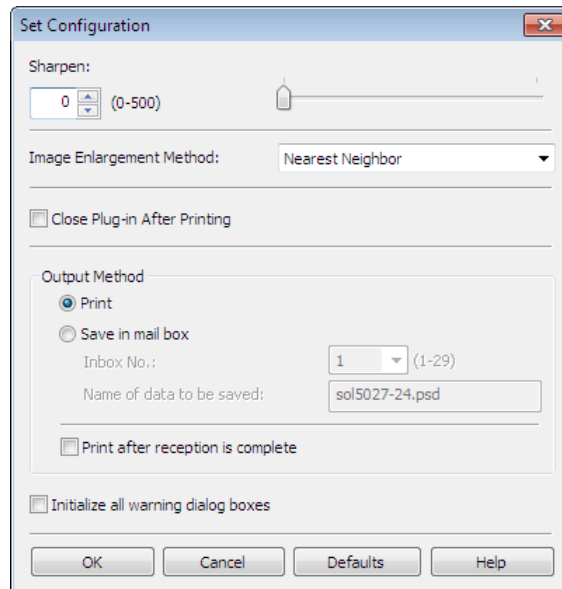 Set Configuration
Sharpen:
0 (0-500)
Image Enlargement Method: Nearest Neighbor
Close Plug-in After Printing
Output Method
Print
Save in mail box
Inbox No.: 1 (1-29)
Name of data to be saved: sol5027-24.psd
Print after reception is complete
Initialize all warning dialog boxes
OK Cancel Defaults Help